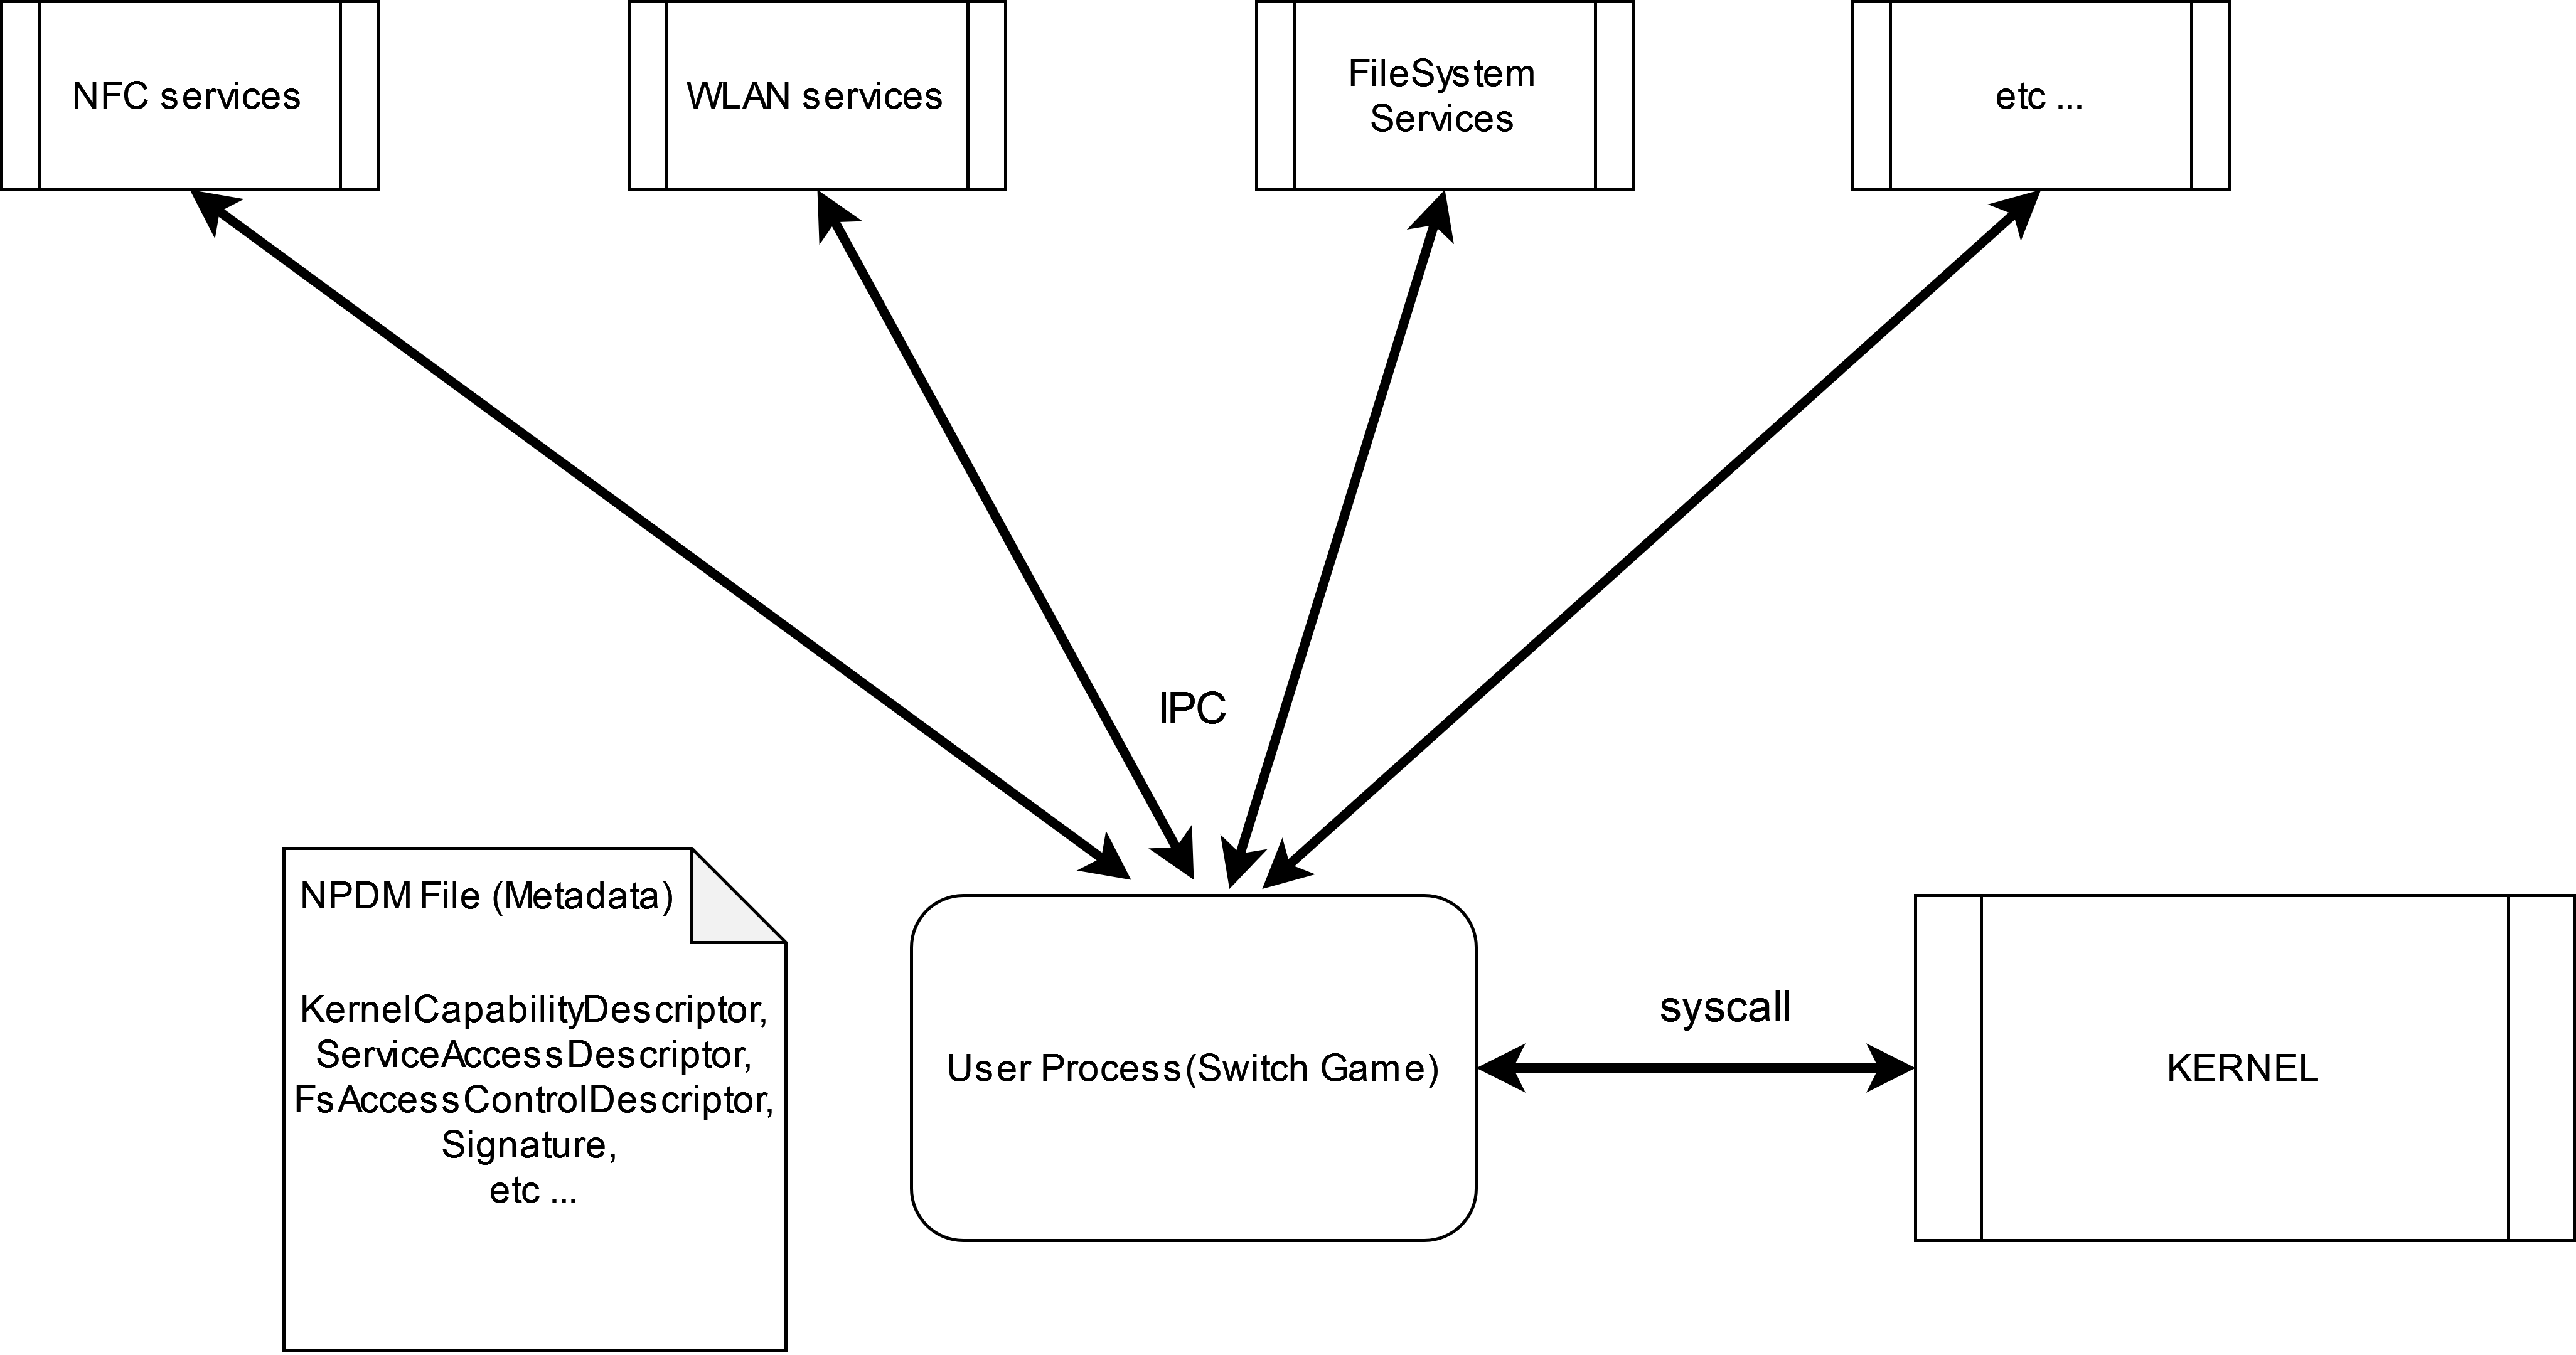 NFC services
WLAN services
FileSystem
Services
etc ...
IPC
NPDM File (Metadata)
KernelCapabilityDescriptor,
ServiceAccessDescriptor,
FsAccessControlDescriptor,
Signature,
etc ...
User Process(Switch Game)
syscall
KERNEL